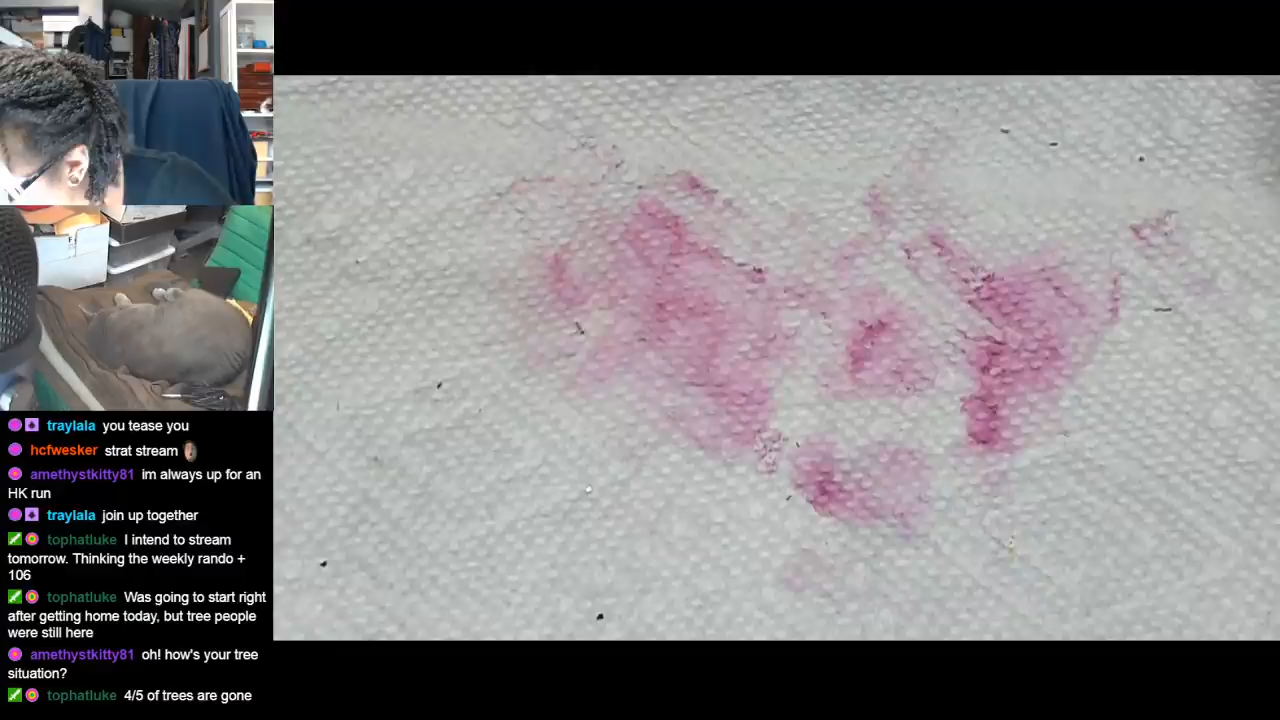 traylala you tease you
hcfwesker strat stream
amethystkitty81 im always up for an
HK run
traylala join up together
tophatluke I intend to stream
tomorrow. Thinking the weekly rando +
106
tophatluke Was going to start right
after getting home today, but tree people
were still here
amethystkitty81 oh! how's your tree
situation?
tophatluke 4/5 of trees are gone